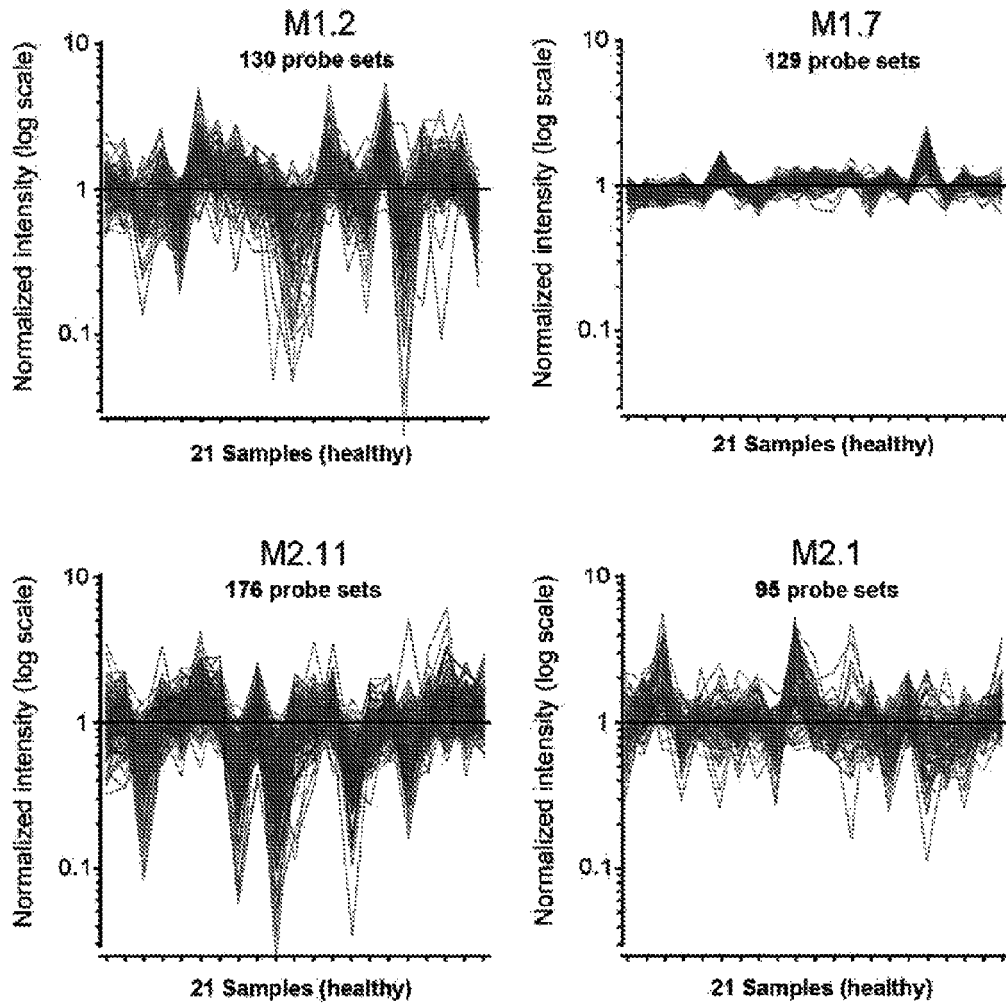 M1.2
130 probe sets
Normalized intensity (log scale)
10
1
0.1
21 Samples (healthy)
M1.7
129 probe sets
Normalized intensity (log scale)
10
1
0.1
21 Samples (healthy)
M2.11
176 probe sets
Normalized intensity (log scale)
10
1
0.1
21 Samples (healthy)
M2.1
95 probe sets
Normalized intensity (log scale)
10
1
0.1
21 Samples (healthy)